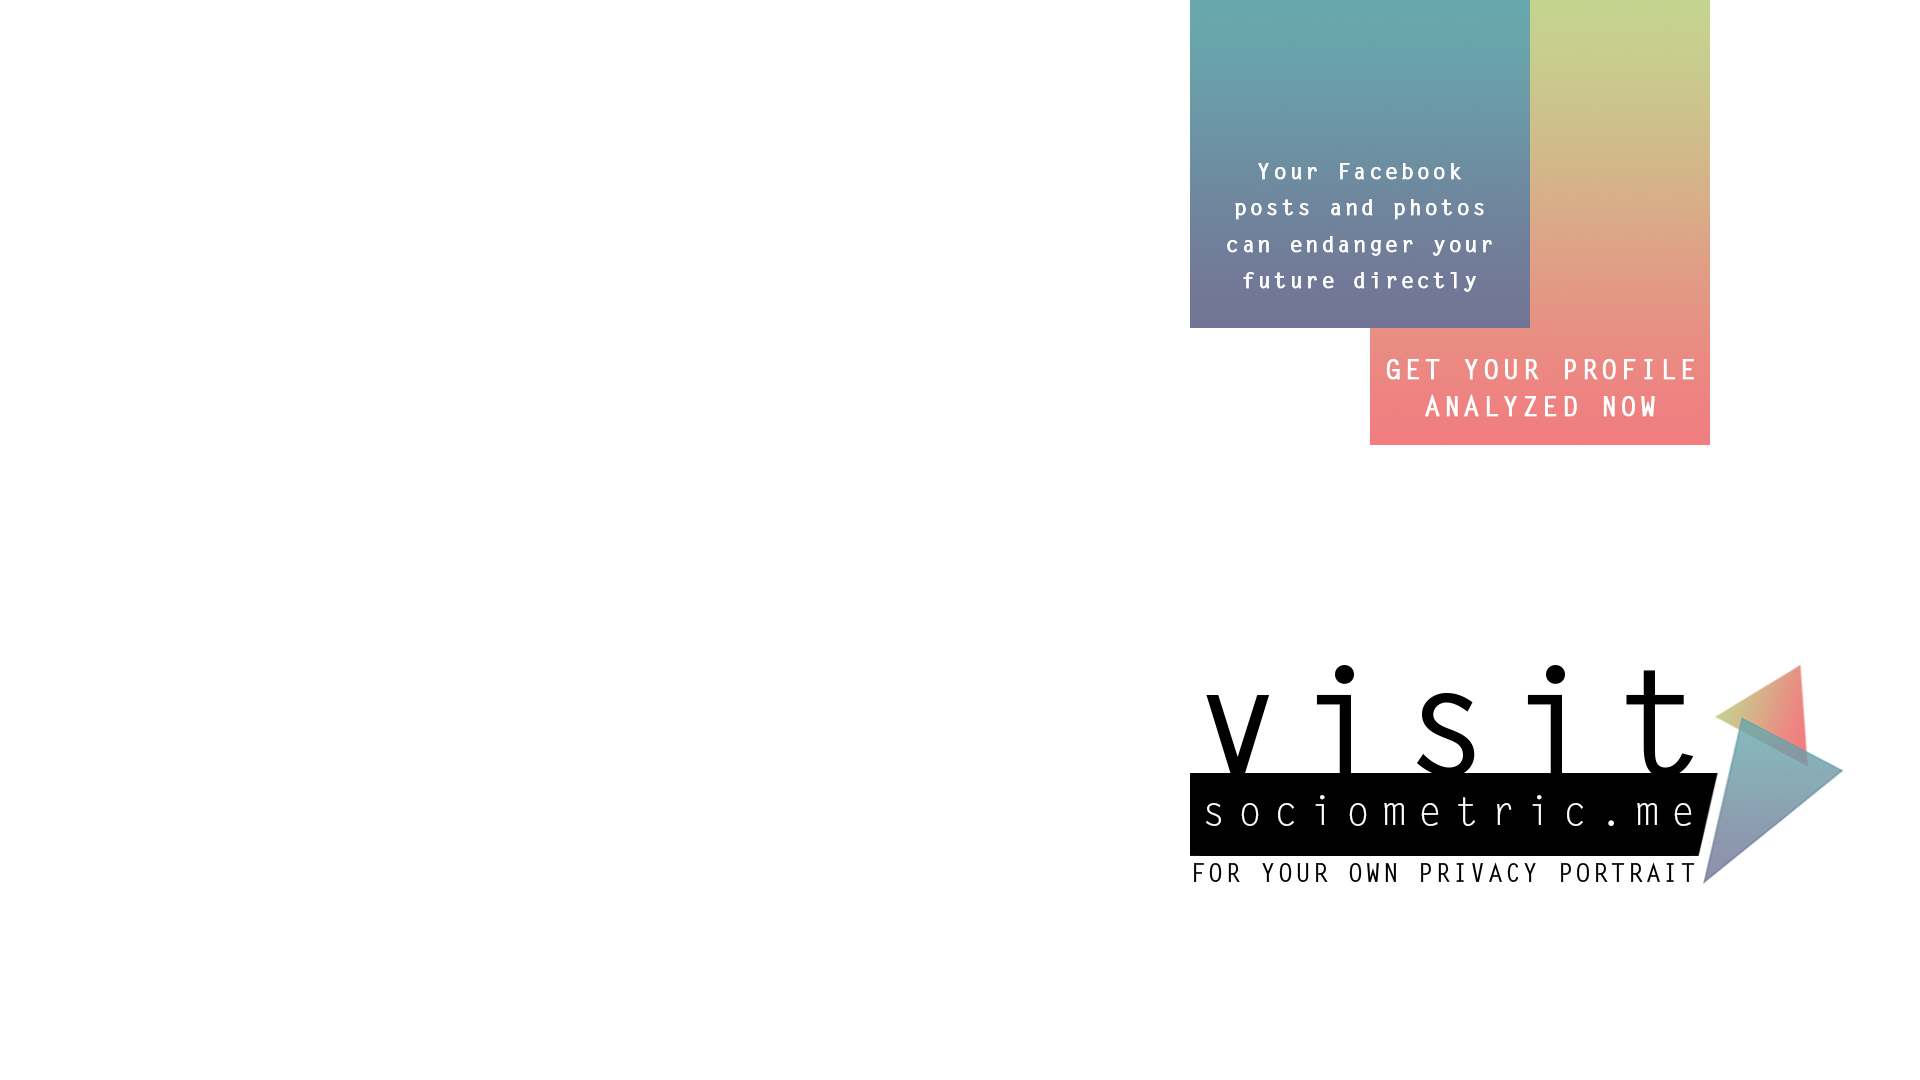 Your Facebook
posts and photos
can endanger your
future directly
GET YOUR PROFILE
ANALYZED NOW
visit
sociometric.me
FOR YOUR OWN PRIVACY PORTRAIT